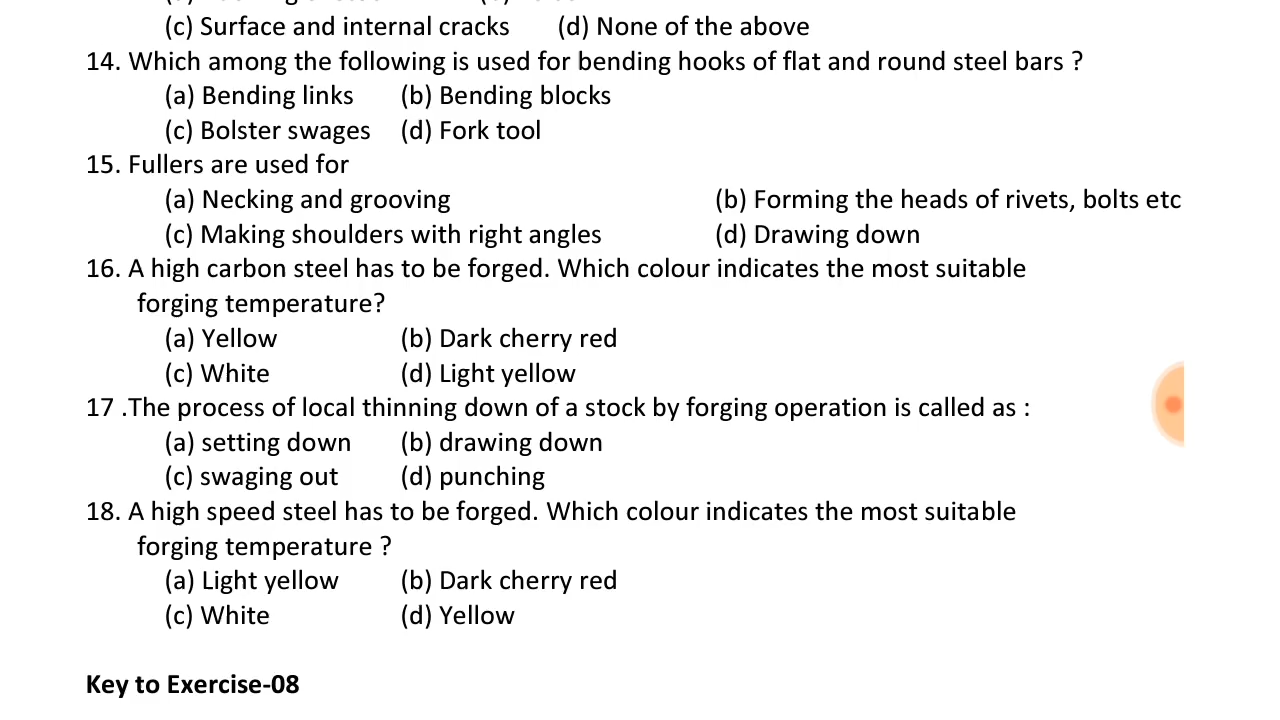 (c) Surface and internal cracks (d) None of the above
14. Which among the following is used for bending hooks of flat and round steel bars ?
(a) Bending links (b) Bending blocks
(c) Bolster swages (d) Fork tool
15. Fullers are used for
(a) Necking and grooving (b) Forming the heads of rivets, bolts etc
(c) Making shoulders with right angles (d) Drawing down
16. A high carbon steel has to be forged. Which colour indicates the most suitable
forging temperature?
(a) Yellow (b) Dark cherry red
(c) White (d) Light yellow
17 .The process of local thinning down of a stock by forging operation is called as :
(a) setting down (b) drawing down
(c) swaging out (d) punching
18. A high speed steel has to be forged. Which colour indicates the most suitable
forging temperature ?
(a) Light yellow (b) Dark cherry red
(c) White (d) Yellow
Key to Exercise-08